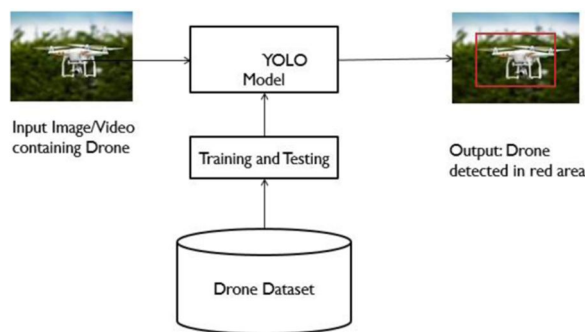 YOLO
Model
Input Image/Video
containing Drone
Training and Testing
Output: Drone
detected in red area
Drone Dataset